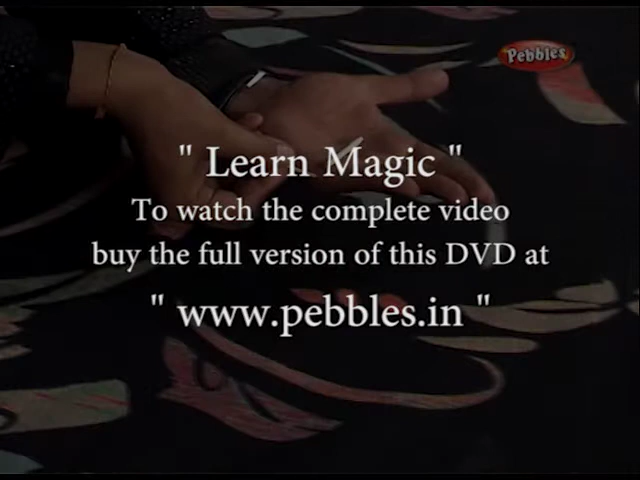 Pebbles
" Learn Magic "
To watch the complete video
buy the full version of this DVD at
" www.pebbles.in "